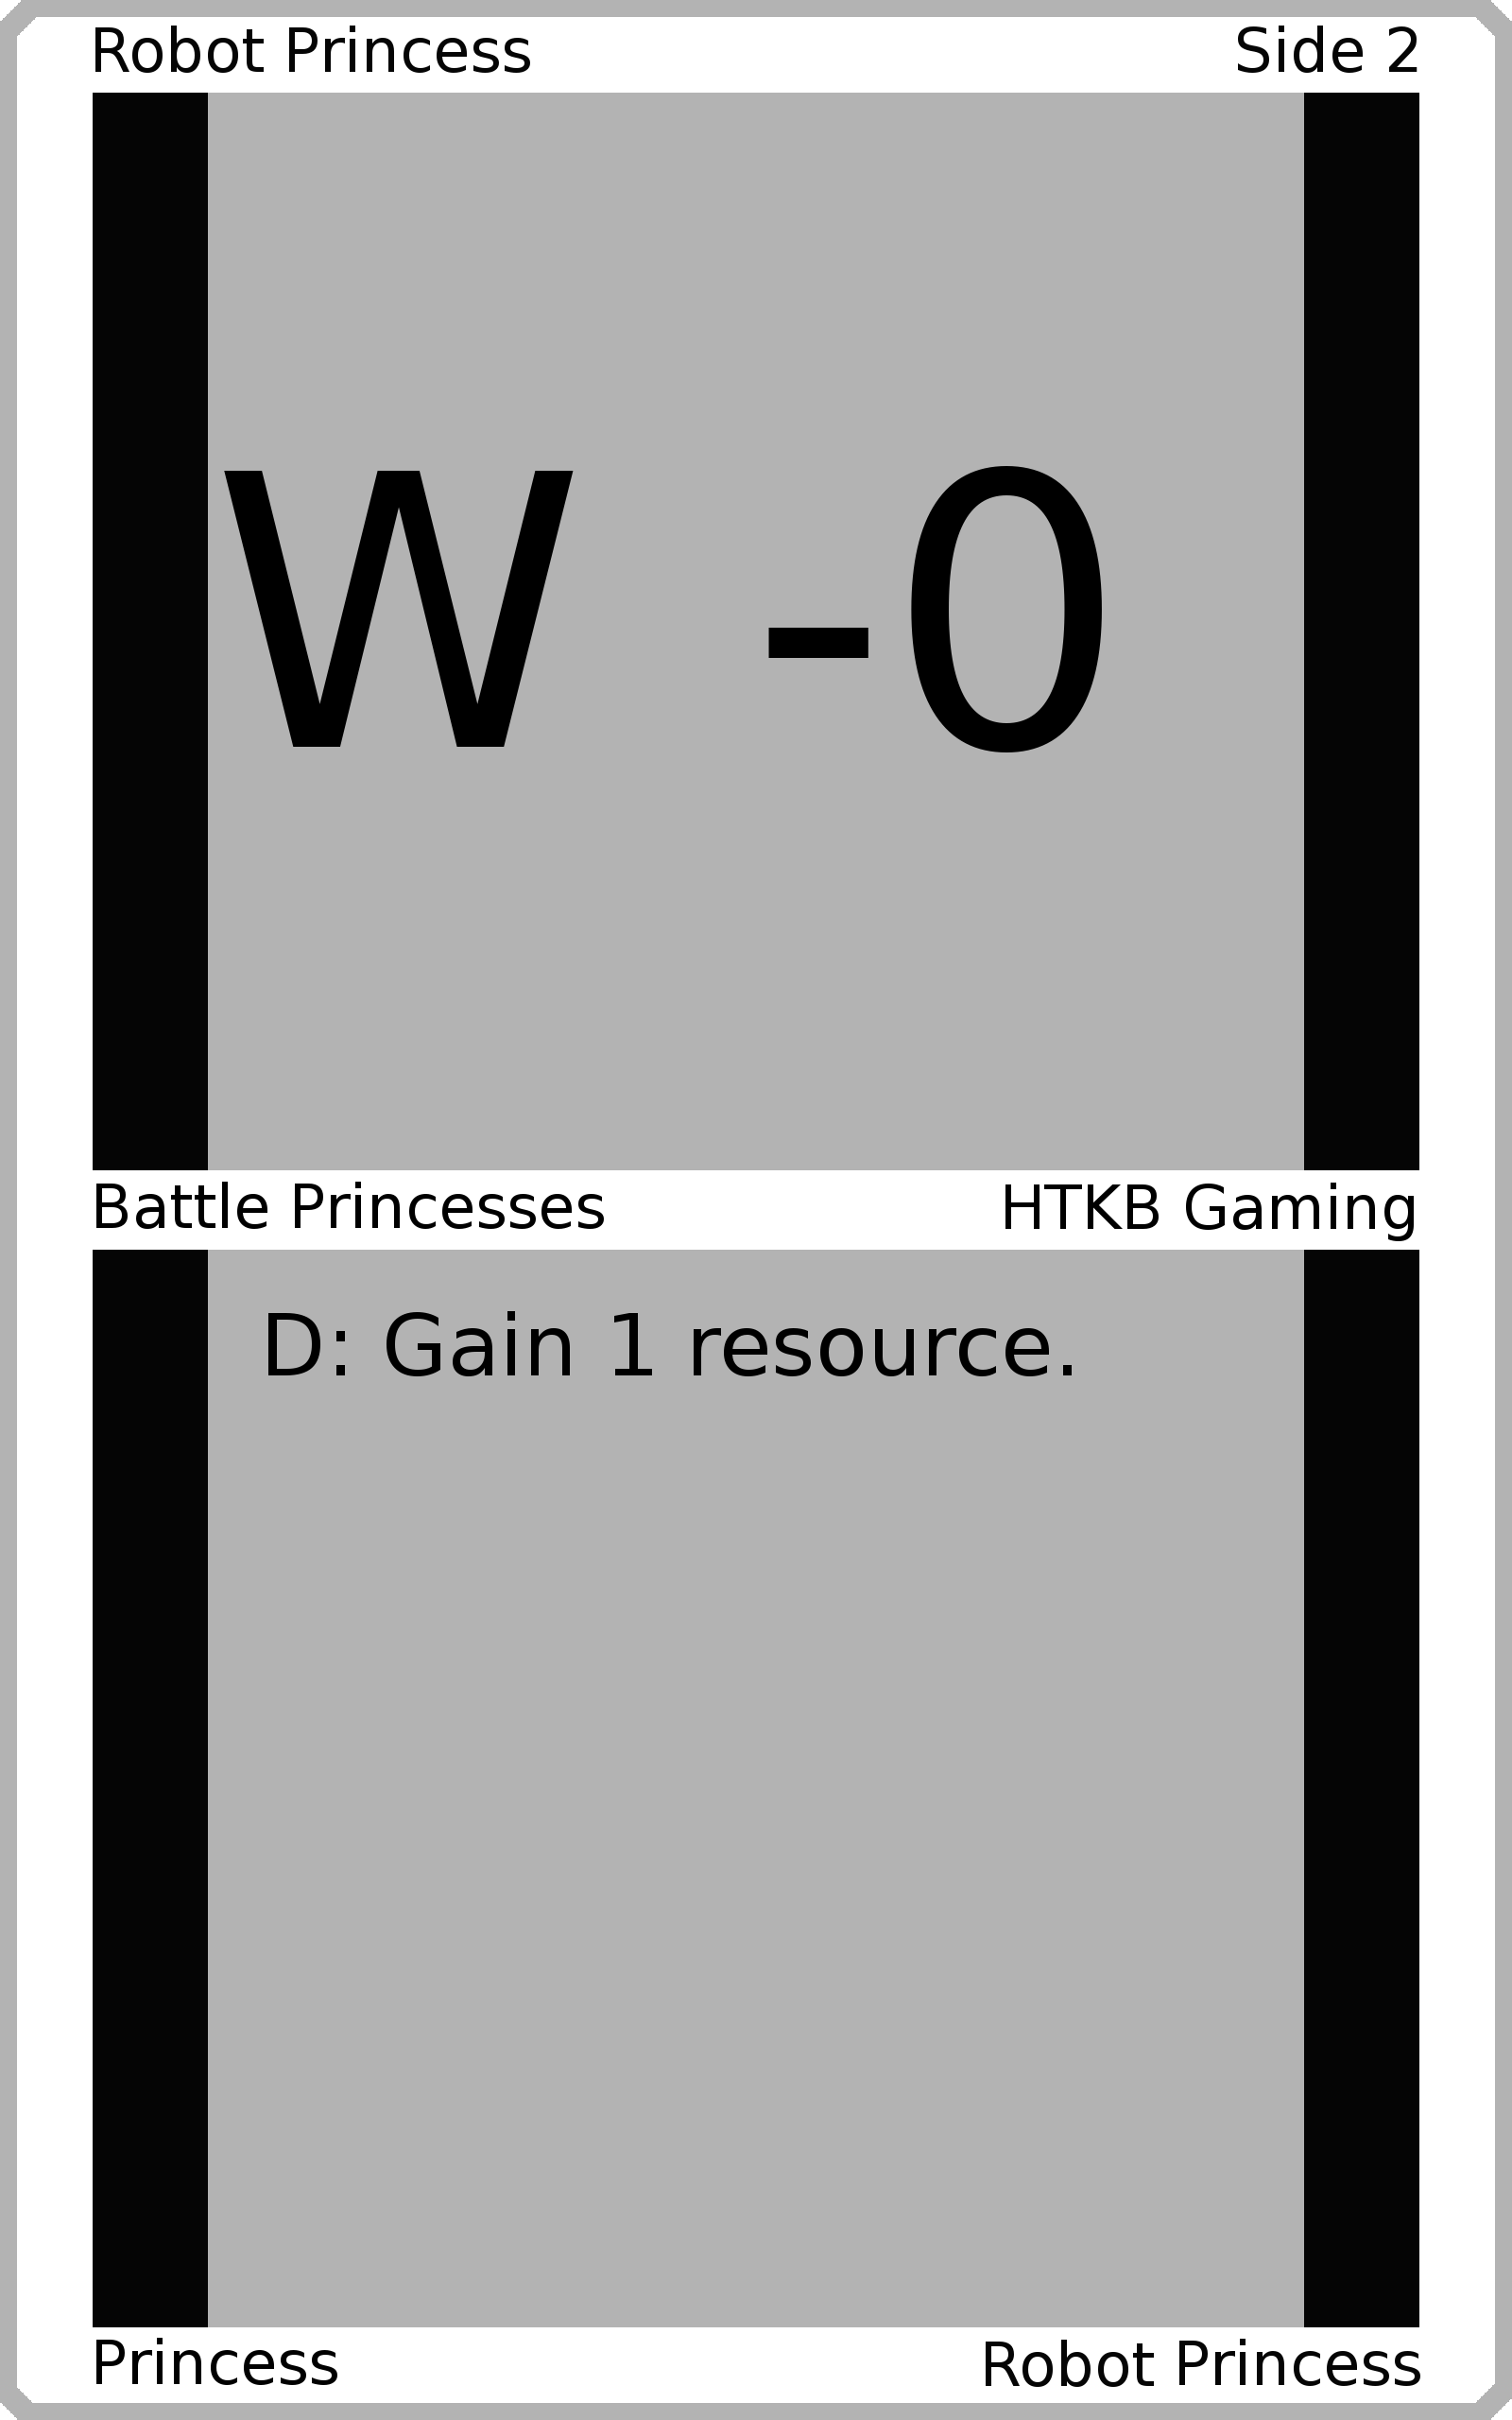 Robot Princess Side 2
W -0
Battle Princesses HTKB Gaming
D: Gain 1 resource.
Princess Robot Princess